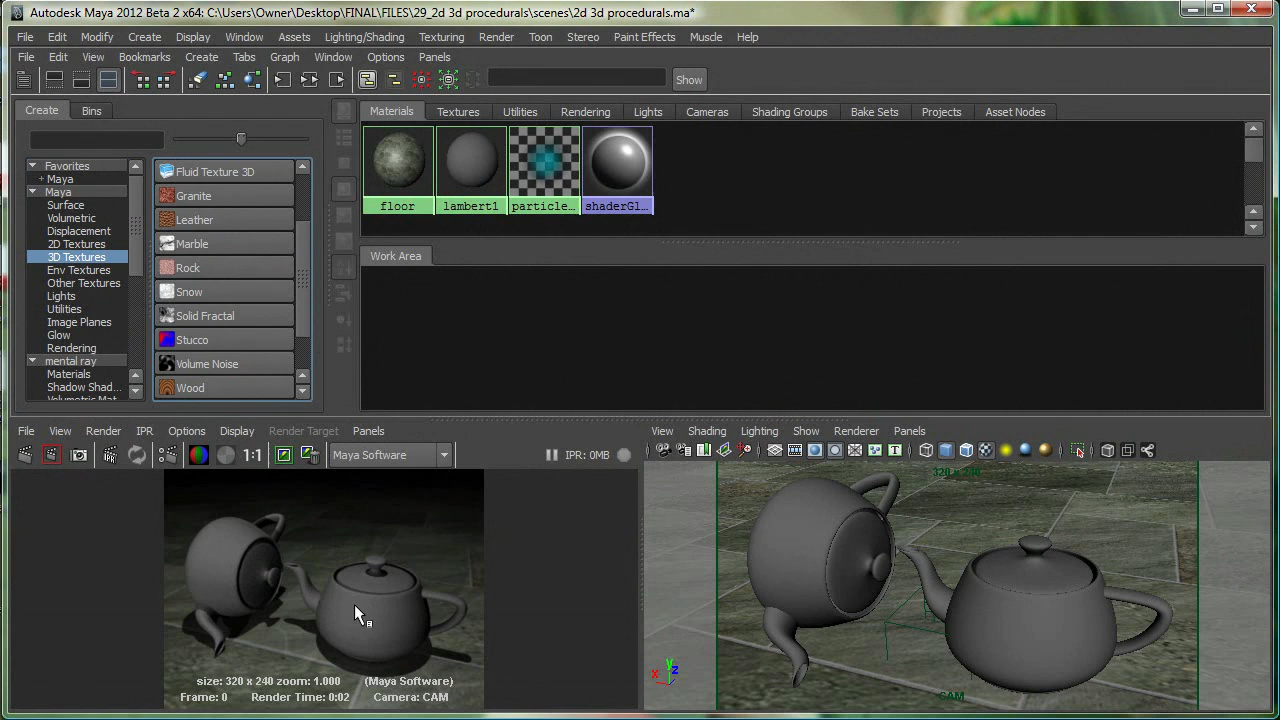 Autodesk Maya 2012 Beta 2 x64: C:\Users\Owner\Desktop\FINAL\FILES\29_2d 3d procedurals\scenes\2d 3d procedurals.ma*
File Edit Modify Create Display Window Assets Lighting/Shading Texturing Render Toon Stereo Paint Effects Muscle Help
File Edit View Bookmarks Create Tabs Graph Window Options Panels
Show
Create Bins
Materials Textures Utilities Rendering Lights Cameras Shading Groups Bake Sets Projects Asset Nodes
Favorites
+ Maya
Maya
Surface
Volumetric
Displacement
2D Textures
3D Textures
Env Textures
Other Textures
Lights
Utilities
Image Planes
Glow
Rendering
mental ray
Materials
Shadow Shad...
Volumetric Mat
Fluid Texture 3D
Granite
Leather
Marble
Rock
Snow
Solid Fractal
Stucco
Volume Noise
Wood
floor lambert1 particle... shaderGl...
Work Area
File View Render IPR Options Display Render Target Panels
1:1 Maya Software IPR: 0MB
size: 320 x 240 zoom: 1.000 (Maya Software)
Frame: 0 Render Time: 0:02 Camera: CAM
View Shading Lighting Show Renderer Panels
T
320 x 240
y
x z
CAM